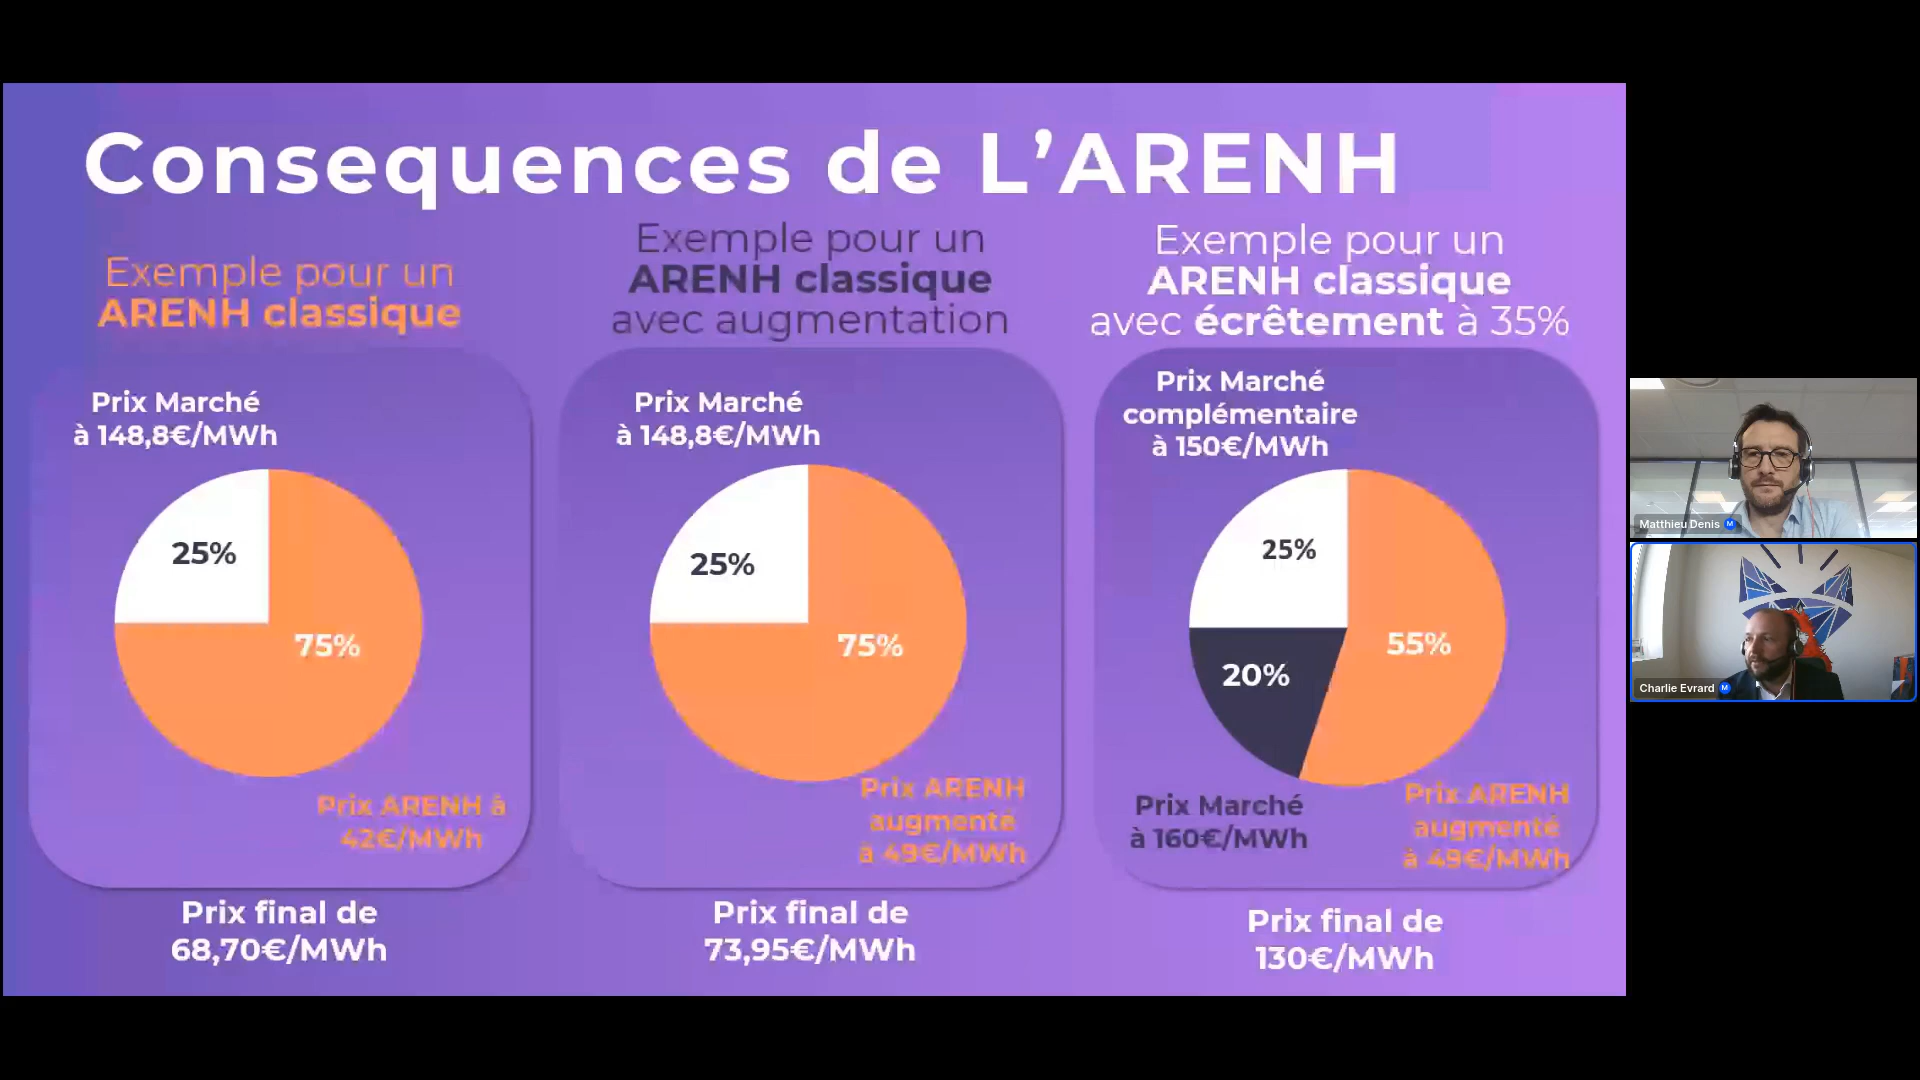 Consequences de L’ARENH
Exemple pour un
ARENH classique
Prix Marché
à 148,8€/MWh
25%
75%
Prix ARENH à
42€/MWh
Prix final de
68,70€/MWh
Exemple pour un
ARENH classique
avec augmentation
Prix Marché
à 148,8€/MWh
25%
75%
Prix ARENH
augmenté
à 49€/MWh
Prix final de
73,95€/MWh
Exemple pour un
ARENH classique
avec écrêtement à 35%
Prix Marché
complémentaire
à 150€/MWh
25%
55%
20%
Prix Marché
à 160€/MWh
Prix ARENH
augmenté
à 49€/MWh
Prix final de
130€/MWh
Matthieu Denis M
Charlie Evrard M